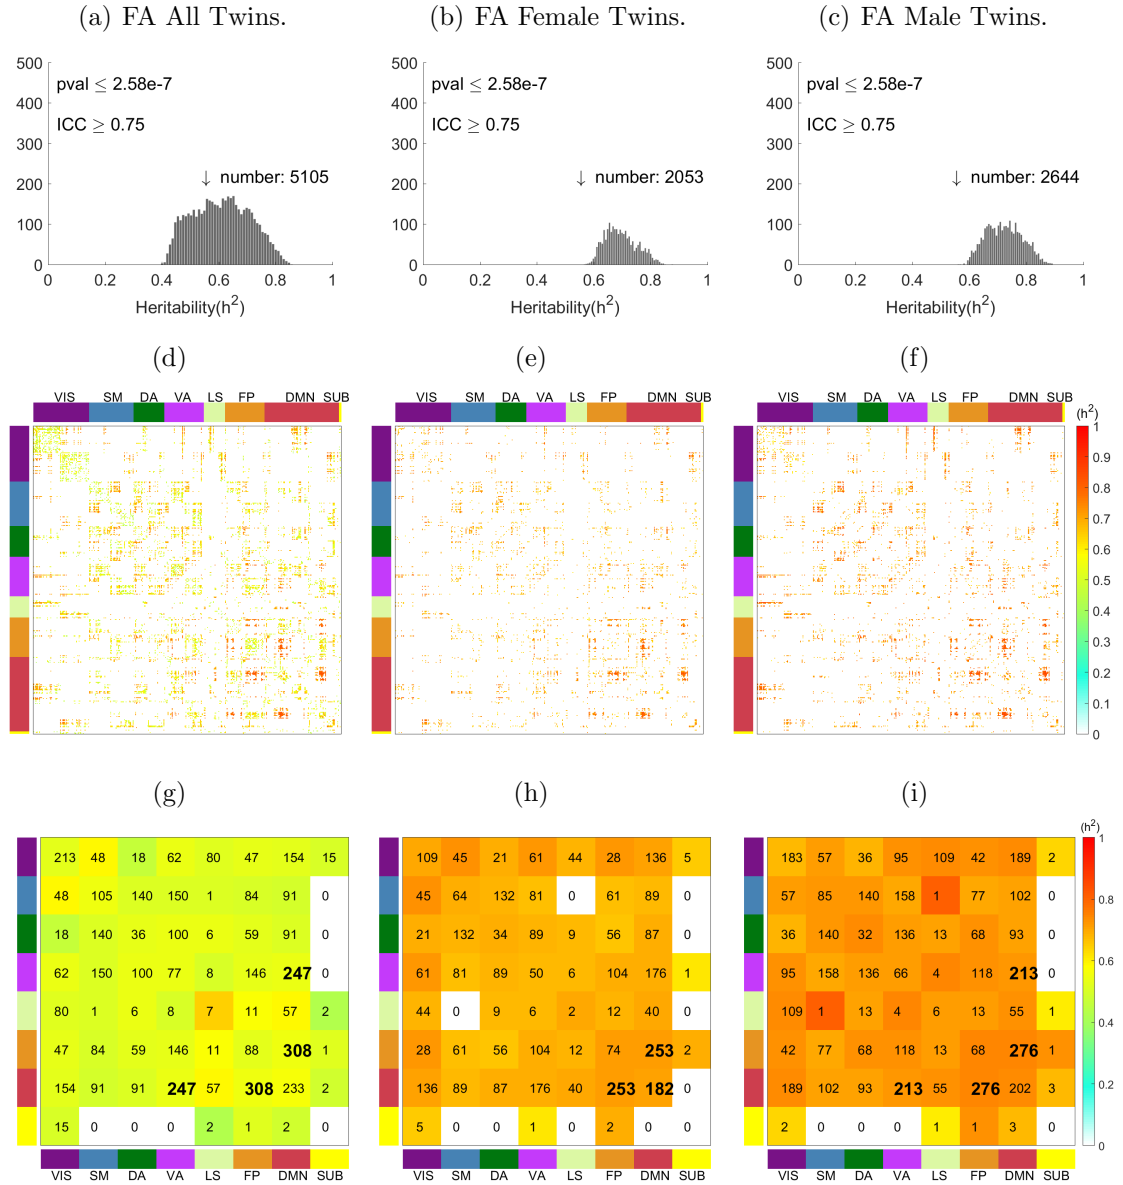 (a) FA All Twins.
(b) FA Female Twins.
(c) FA Male Twins.
500
400
300
200
100
0
pval ≤ 2.58e-7
ICC ≥ 0.75
↓ number: 5105
0 0.2 0.4 0.6 0.8 1
Heritability(h²)
500
400
300
200
100
0
pval ≤ 2.58e-7
ICC ≥ 0.75
↓ number: 2053
0 0.2 0.4 0.6 0.8 1
Heritability(h²)
500
400
300
200
100
0
pval ≤ 2.58e-7
ICC ≥ 0.75
↓ number: 2644
0 0.2 0.4 0.6 0.8 1
Heritability(h²)
(d)
(e)
(f)
VIS SM DA VA LS FP DMN SUB
VIS SM DA VA LS FP DMN SUB
VIS SM DA VA LS FP DMN SUB
(h²)
1
0.9
0.8
0.7
0.6
0.5
0.4
0.3
0.2
0.1
0
(g)
(h)
(i)
213 48 18 62 80 47 154 15
48 105 140 150 1 84 91 0
18 140 36 100 6 59 91 0
62 150 100 77 8 146 247 0
80 1 6 8 7 11 57 2
47 84 59 146 11 88 308 1
154 91 91 247 57 308 233 2
15 0 0 0 2 1 2 0
VIS SM DA VA LS FP DMN SUB
109 45 21 61 44 28 136 5
45 64 132 81 0 61 89 0
21 132 34 89 9 56 87 0
61 81 89 50 6 104 176 1
44 0 9 6 2 12 40 0
28 61 56 104 12 74 253 2
136 89 87 176 40 253 182 0
5 0 0 1 0 2 0 0
VIS SM DA VA LS FP DMN SUB
183 57 36 95 109 42 189 2
57 85 140 158 1 77 102 0
36 140 32 136 13 68 93 0
95 158 136 66 4 118 213 0
109 1 13 4 6 13 55 1
42 77 68 118 13 68 276 1
189 102 93 213 55 276 202 3
2 0 0 0 1 1 3 0
VIS SM DA VA LS FP DMN SUB
(h²)
1
0.8
0.6
0.4
0.2
0